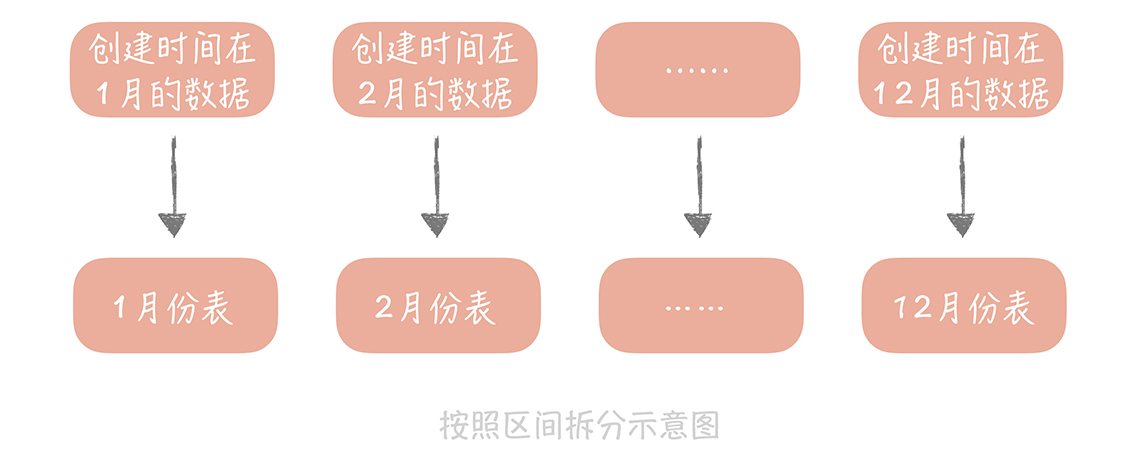 创建时间在
1月的数据
创建时间在
2月的数据
……
创建时间在
12月的数据
1月份表
2月份表
……
12月份表
按照区间拆分示意图